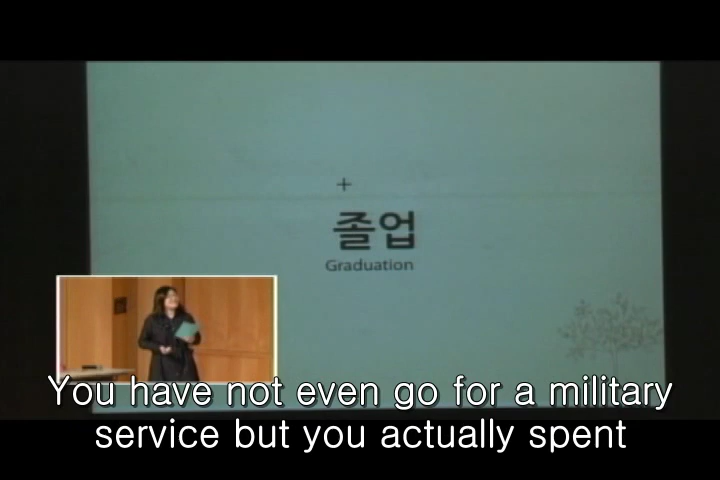 +
졸업
Graduation
You have not even go for a military
service but you actually spent